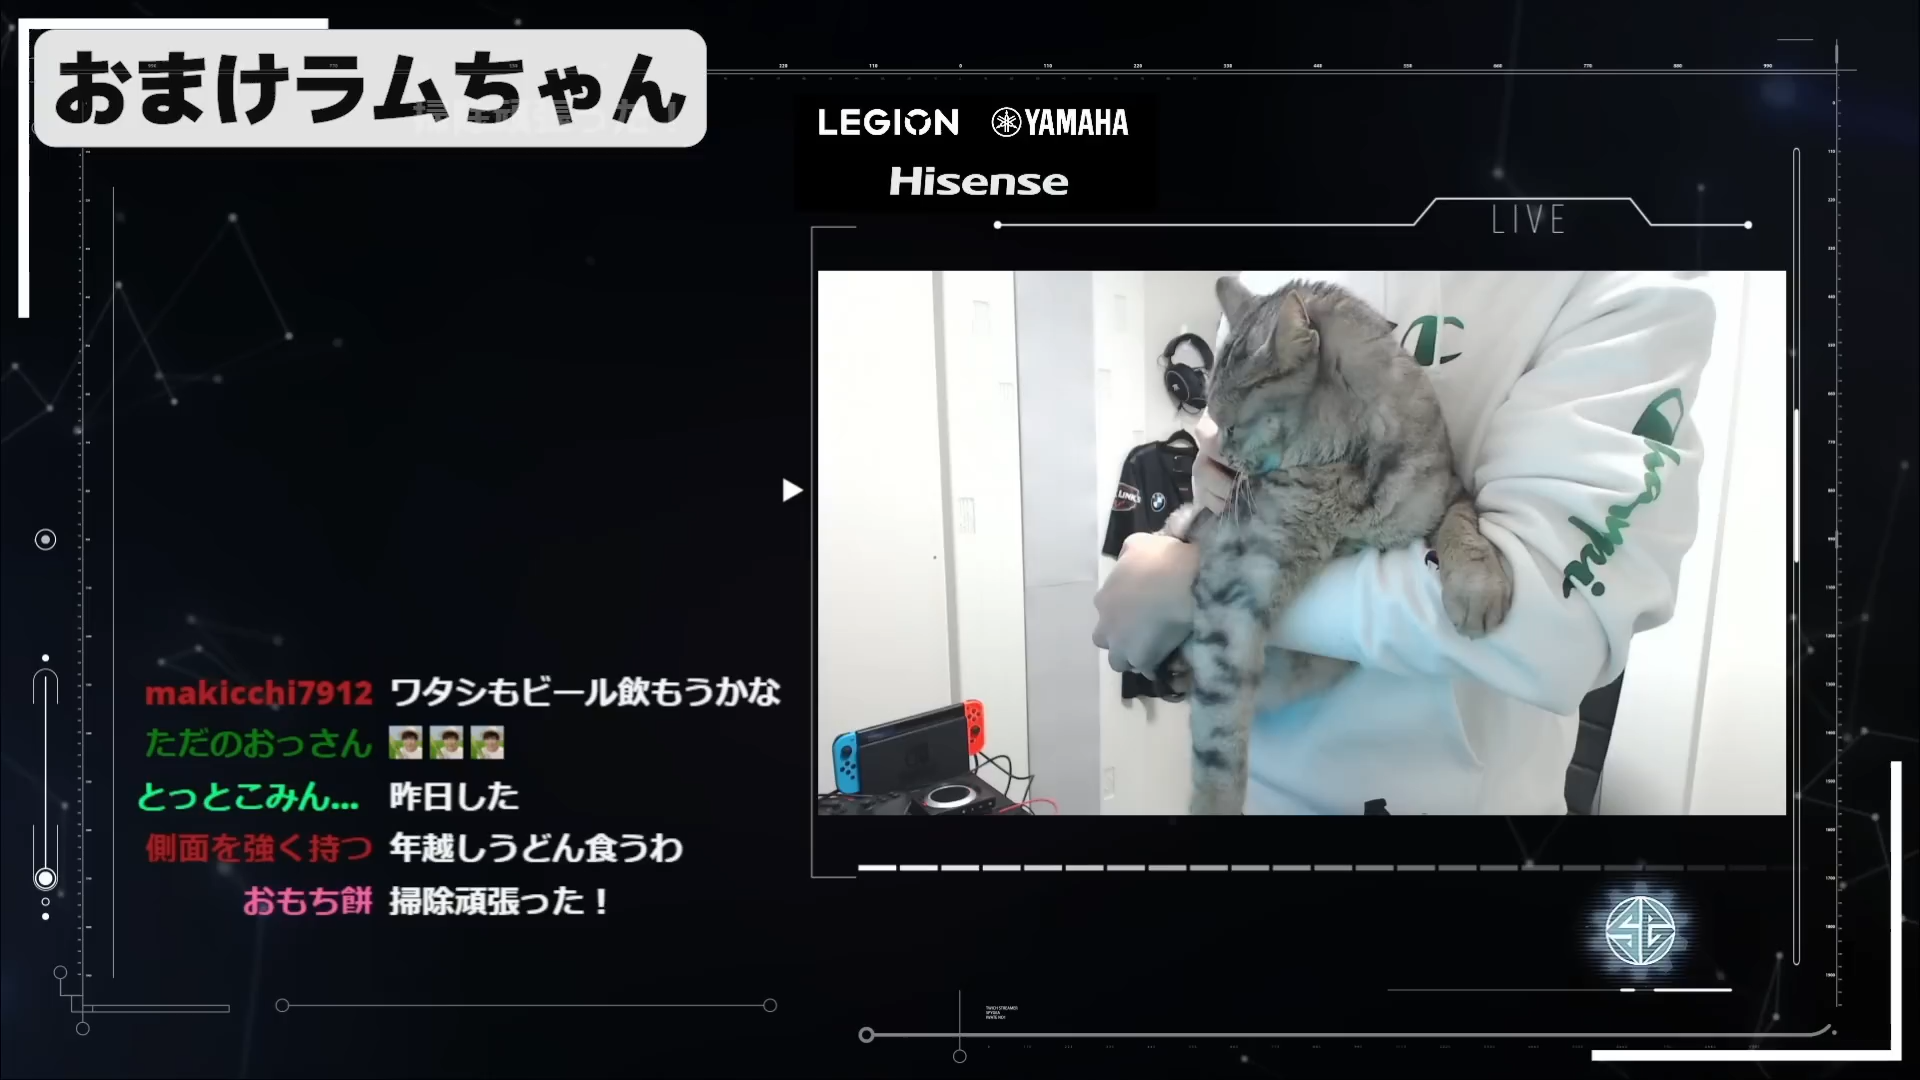 おまけラムちゃん
LEGION YAMAHA
Hisense
LIVE
makicchi7912 ワタシもビール飲もうかな
ただのおっさん
とっとこみん... 昨日した
側面を強く持つ 年越しうどん食うわ
おもち餅 掃除頑張った！
Champi
LINK